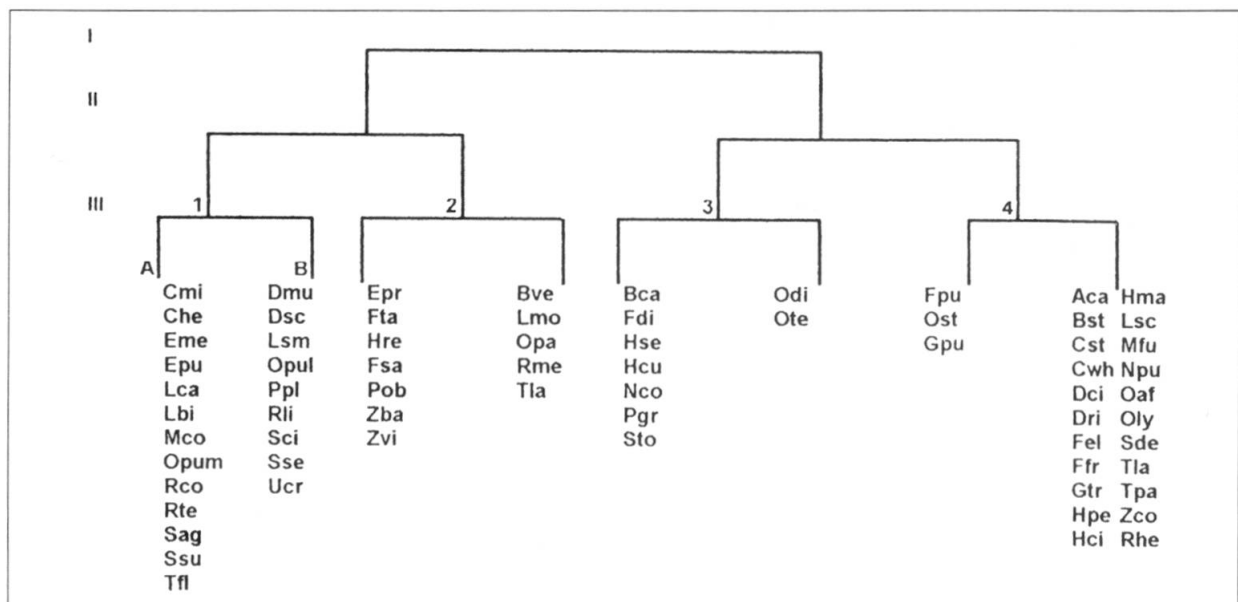 I
II
III 1 2 3 4
A B
Cmi Dmu Epr Bve Bca Odi Fpu Aca Hma
Che Dsc Fta Lmo Fdi Ote Ost Bst Lsc
Eme Lsm Hre Opa Hse Gpu Cst Mfu
Epu Opul Fsa Rme Hcu Cwh Npu
Lca Ppl Pob Tla Nco Dci Oaf
Lbi Rli Zba Pgr Dri Oly
Mco Sci Zvi Sto Fel Sde
Opum Sse Ffr Tla
Rco Ucr Gtr Tpa
Rte Hpe Zco
Sag Hci Rhe
Ssu
Tfl